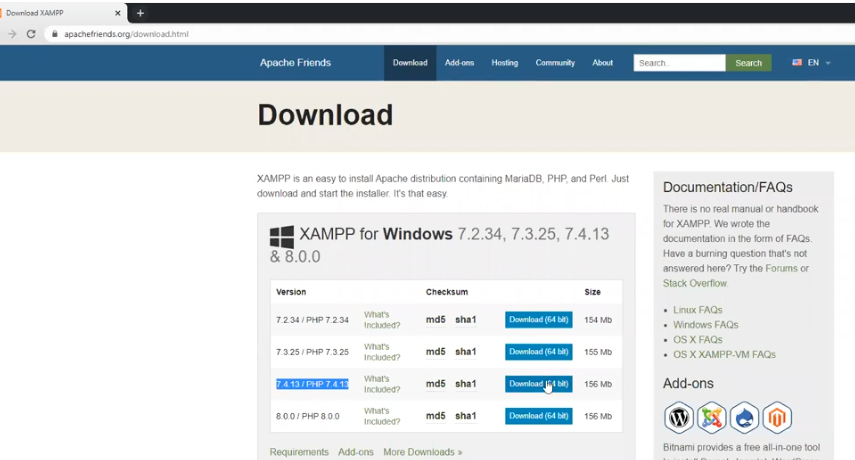 Download XAMPP
apachefriends.org/download.html
Apache Friends
Download
Add-ons
Hosting
Community
About
Search..
Search
EN
Download
XAMPP is an easy to install Apache distribution containing MariaDB, PHP, and Perl. Just
download and start the installer. It's that easy.
XAMPP for Windows 7.2.34, 7.3.25, 7.4.13
& 8.0.0
Version Checksum Size
7.2.34 / PHP 7.2.34 What's Included? md5 sha1 Download (64 bit) 154 Mb
7.3.25 / PHP 7.3.25 What's Included? md5 sha1 Download (64 bit) 155 Mb
7.4.13 / PHP 7.4.13 What's Included? md5 sha1 Download (64 bit) 156 Mb
8.0.0 / PHP 8.0.0 What's Included? md5 sha1 Download (64 bit) 156 Mb
Requirements Add-ons More Downloads »
Documentation/FAQs
There is no real manual or handbook
for XAMPP. We wrote the
documentation in the form of FAQs.
Have a burning question that's not
answered here? Try the Forums or
Stack Overflow.
Linux FAQs
Windows FAQs
OS X FAQs
OS X XAMPP-VM FAQs
Add-ons
Bitnami provides a free all-in-one tool